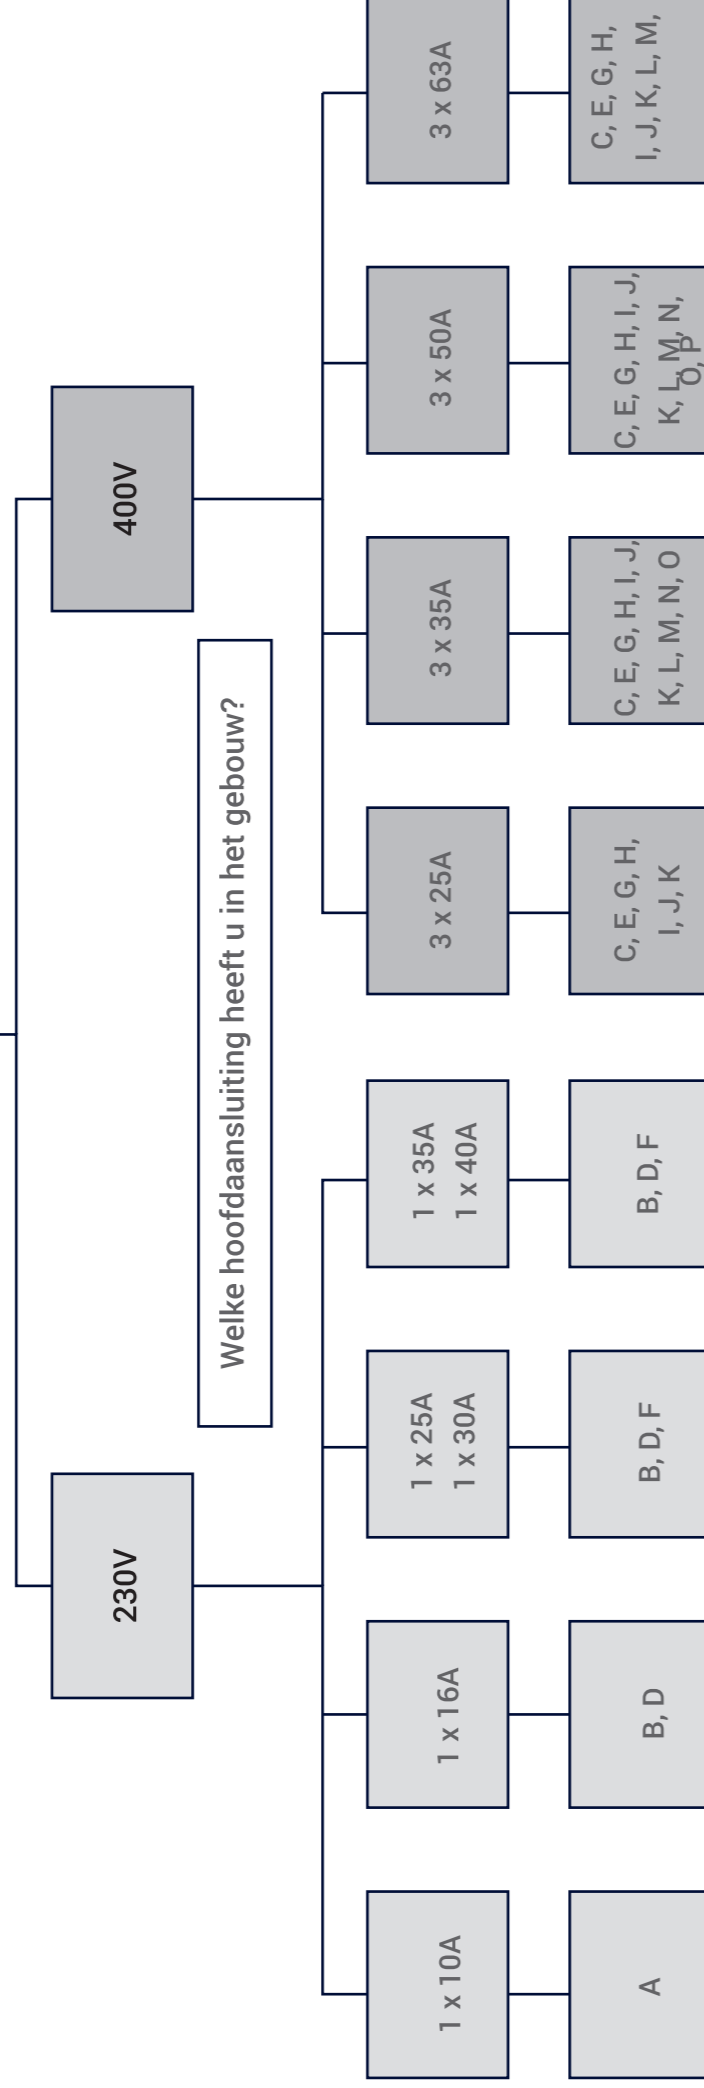 230V
400V
Welke hoofdaansluiting heeft u in het gebouw?
1 x 10A
1 x 16A
1 x 25A
1 x 30A
1 x 35A
1 x 40A
3 x 25A
3 x 35A
3 x 50A
3 x 63A
A
B, D
B, D, F
B, D, F
C, E, G, H,
I, J, K
C, E, G, H, I, J,
K, L, M, N, O
C, E, G, H, I, J,
K, L, M, N,
O, P
C, E, G, H,
I, J, K, L, M,